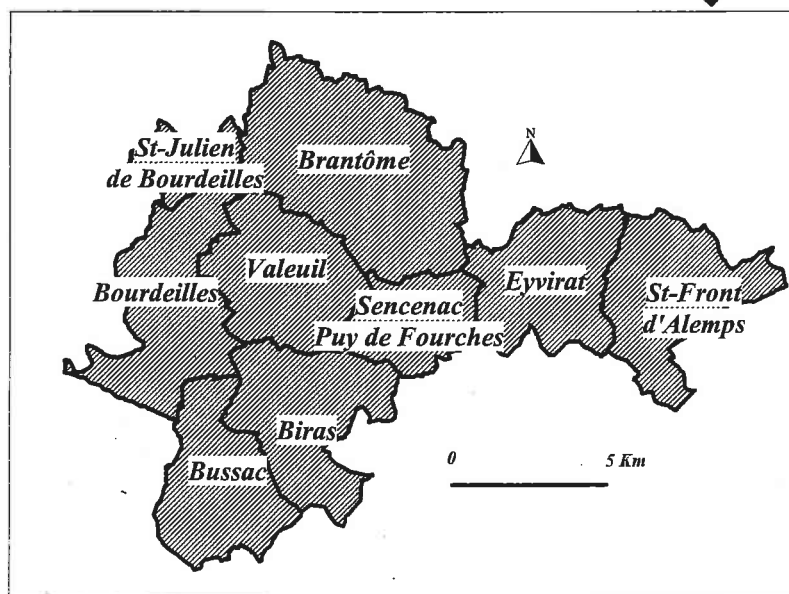 N
St-Julien
de Bourdeilles
Brantôme
Valeuil
Bourdeilles
Sencenac
Puy de Fourches
Eyvirat
St-Front
d'Alemps
Biras
Bussac
0 5 Km